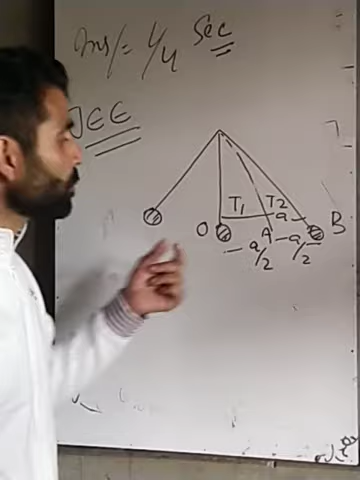 Ans/= 1/4 Sec
JEE
T1 T2
a
O A B
a/2 a/2